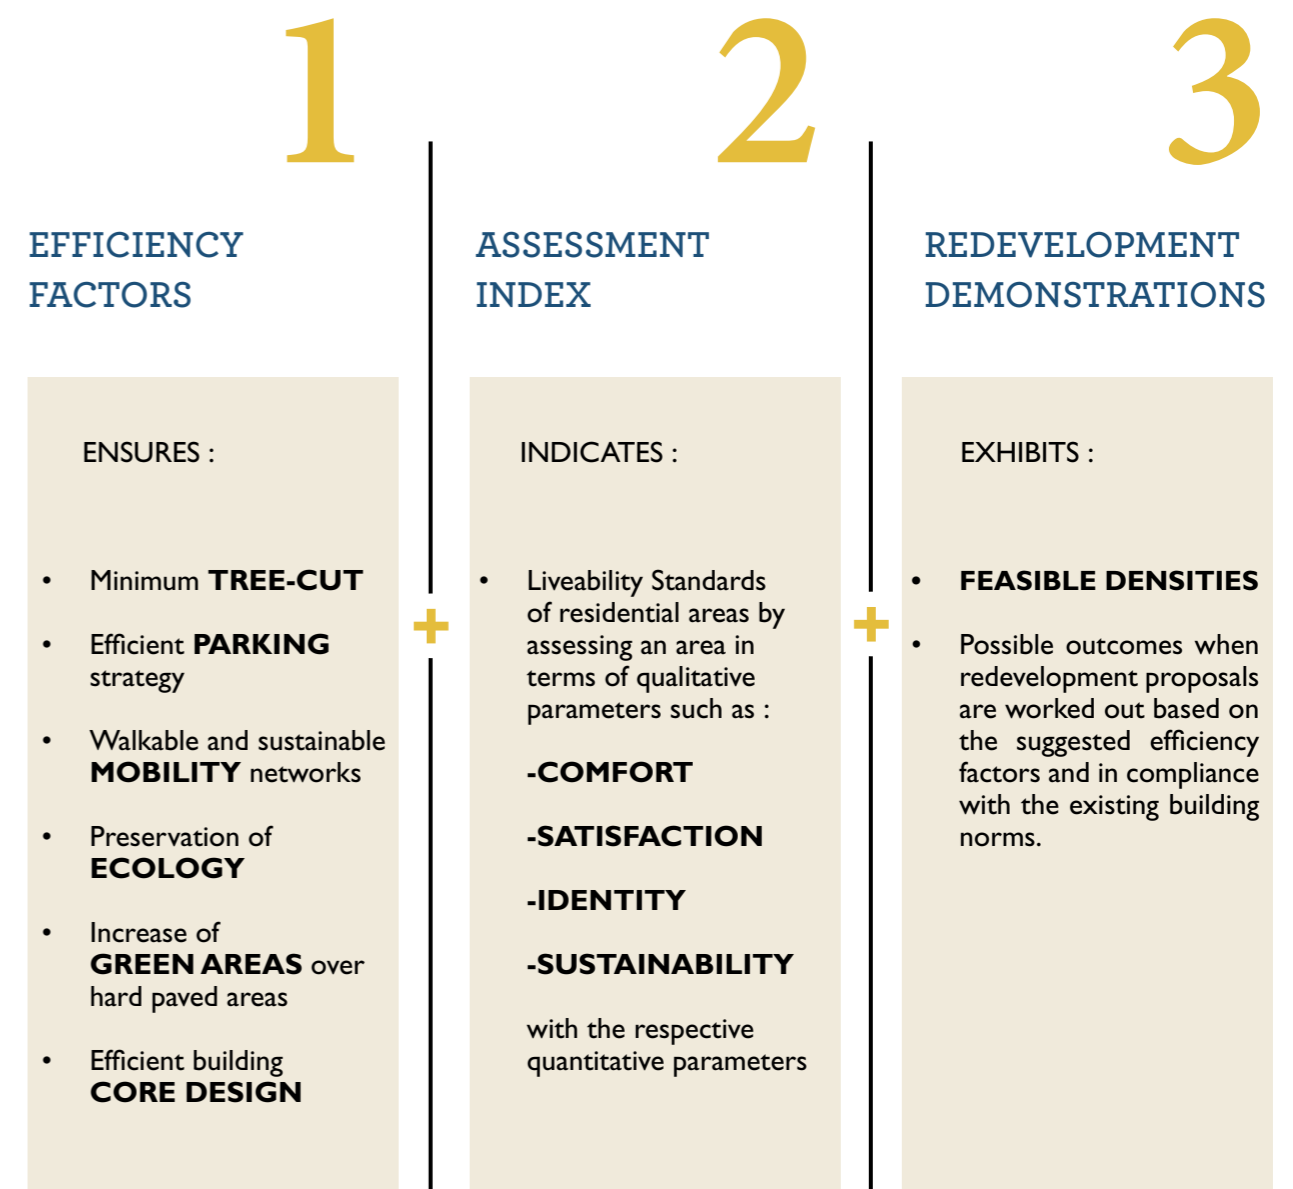 1
EFFICIENCY
FACTORS
ENSURES :
• Minimum TREE-CUT
• Efficient PARKING
strategy
• Walkable and sustainable
MOBILITY networks
• Preservation of
ECOLOGY
• Increase of
GREEN AREAS over
hard paved areas
• Efficient building
CORE DESIGN
+
2
ASSESSMENT
INDEX
INDICATES :
• Liveability Standards
of residential areas by
assessing an area in
terms of qualitative
parameters such as :
-COMFORT
-SATISFACTION
-IDENTITY
-SUSTAINABILITY
with the respective
quantitative parameters
+
3
REDEVELOPMENT
DEMONSTRATIONS
EXHIBITS :
• FEASIBLE DENSITIES
• Possible outcomes when
redevelopment proposals
are worked out based on
the suggested efficiency
factors and in compliance
with the existing building
norms.